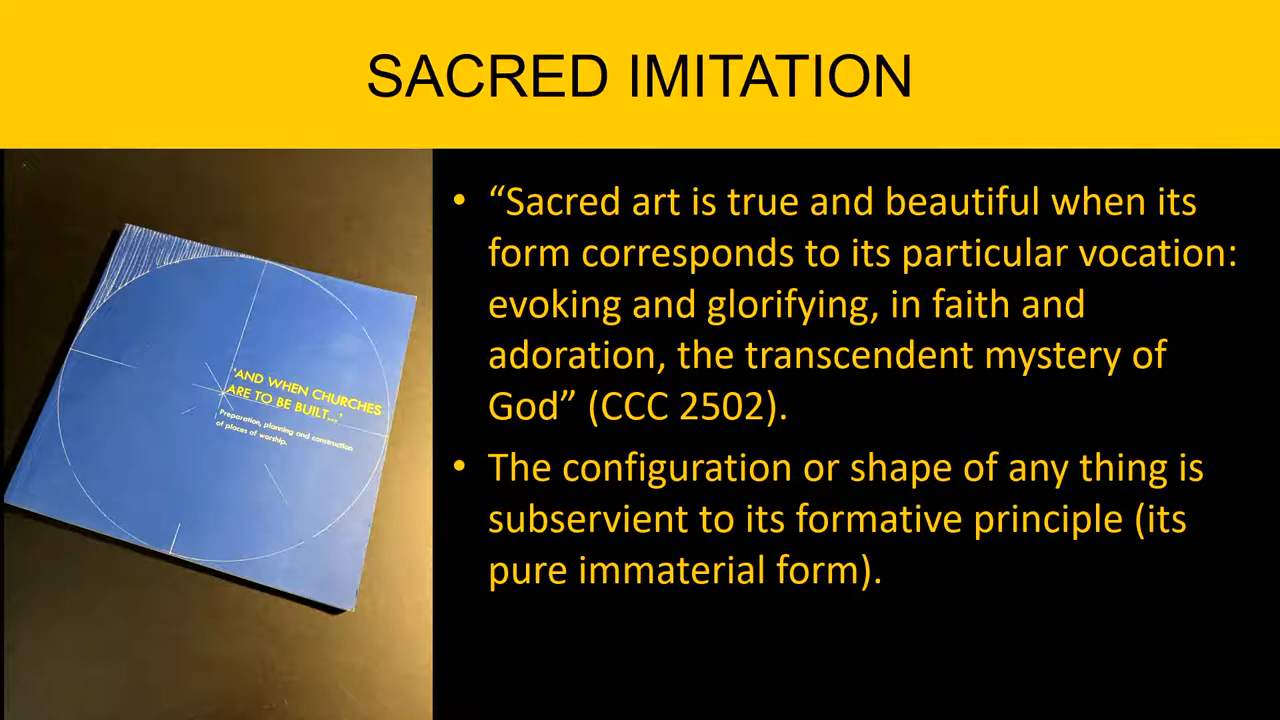 SACRED IMITATION
'AND WHEN CHURCHES
ARE TO BE BUILT...'
Preparation, planning and construction
of places of worship.
• “Sacred art is true and beautiful when its
form corresponds to its particular vocation:
evoking and glorifying, in faith and
adoration, the transcendent mystery of
God” (CCC 2502).
• The configuration or shape of any thing is
subservient to its formative principle (its
pure immaterial form).